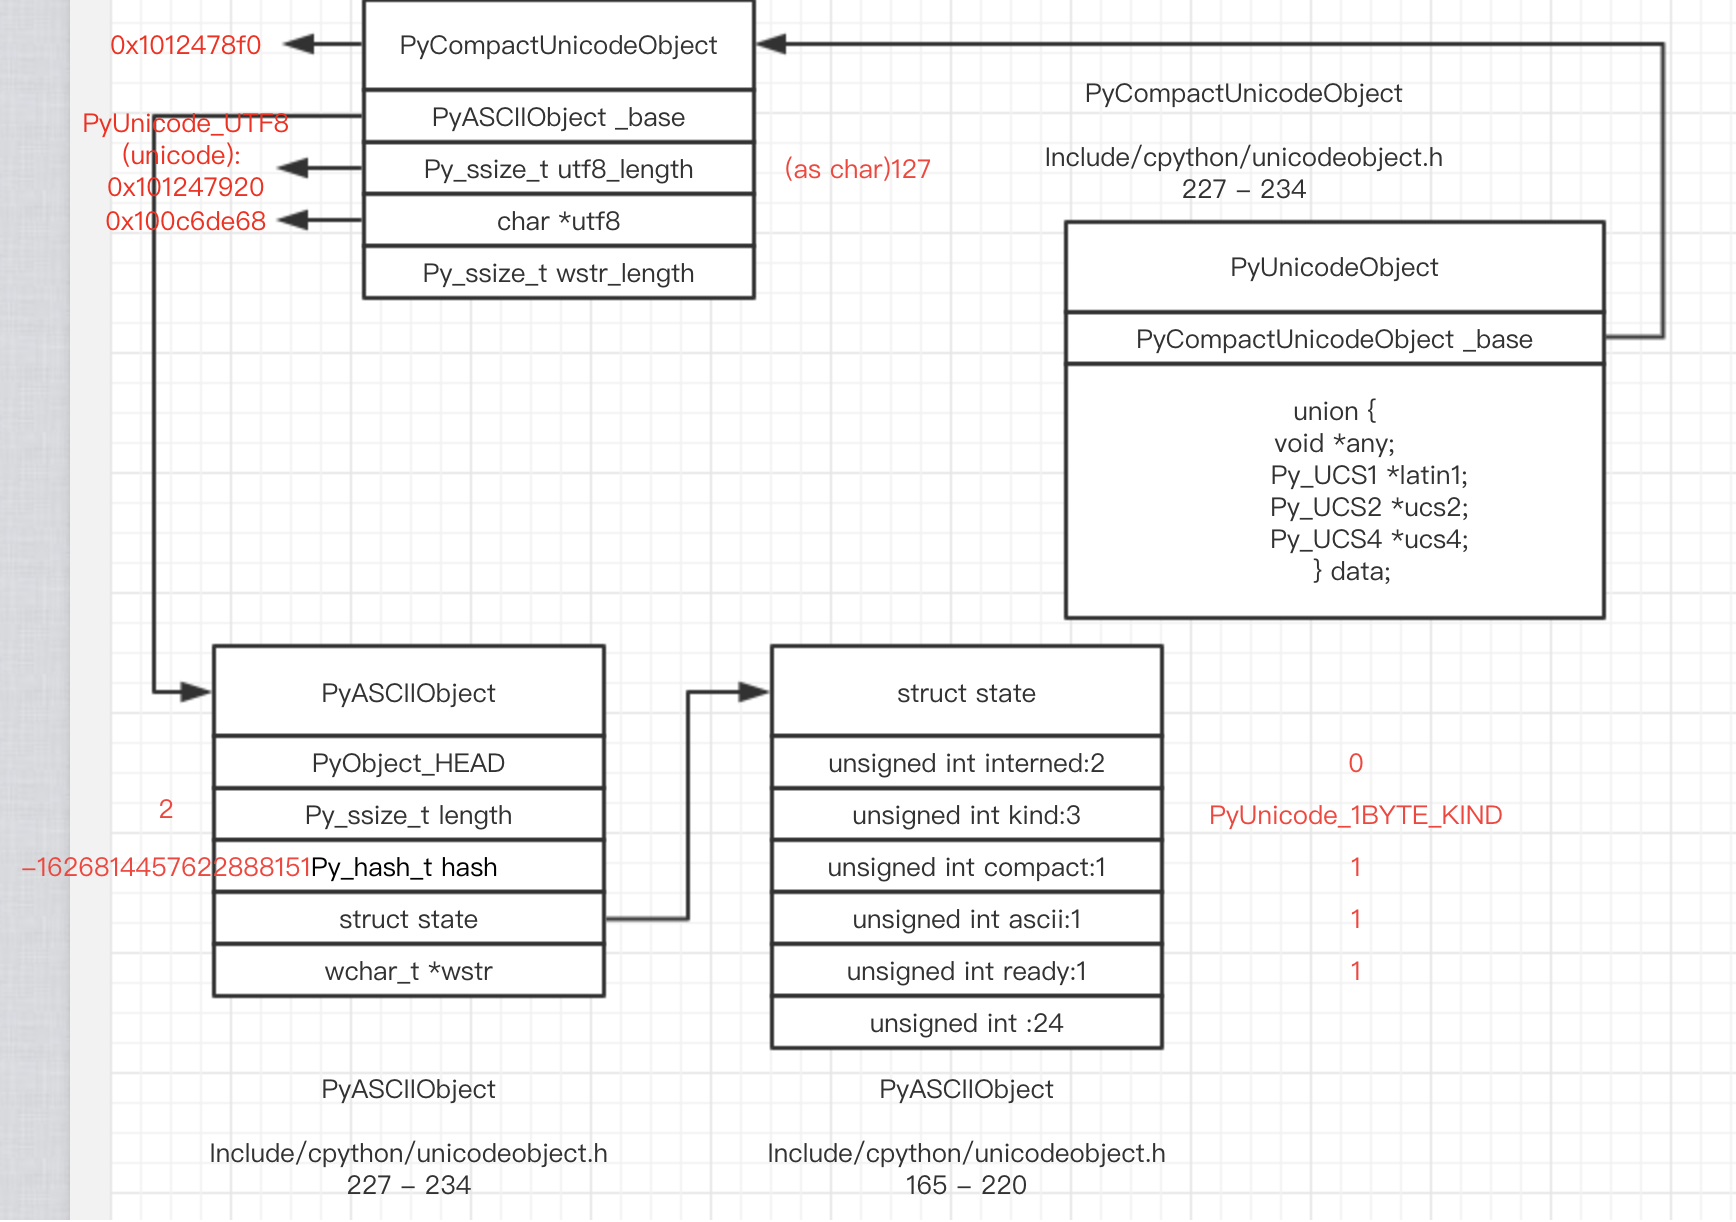 0x1012478f0
PyCompactUnicodeObject
PyASCIIObject _base
PyUnicode_UTF8
(unicode):
0x101247920
Py_ssize_t utf8_length
(as char)127
0x100c6de68
char *utf8
Py_ssize_t wstr_length
PyCompactUnicodeObject
Include/cpython/unicodeobject.h
227 – 234
PyUnicodeObject
PyCompactUnicodeObject _base
union {
void *any;
Py_UCS1 *latin1;
Py_UCS2 *ucs2;
Py_UCS4 *ucs4;
} data;
PyASCIIObject
PyObject_HEAD
2
Py_ssize_t length
–1626814457622888151
Py_hash_t hash
struct state
wchar_t *wstr
PyASCIIObject
Include/cpython/unicodeobject.h
227 – 234
struct state
unsigned int interned:2
0
unsigned int kind:3
PyUnicode_1BYTE_KIND
unsigned int compact:1
1
unsigned int ascii:1
1
unsigned int ready:1
1
unsigned int :24
PyASCIIObject
Include/cpython/unicodeobject.h
165 – 220